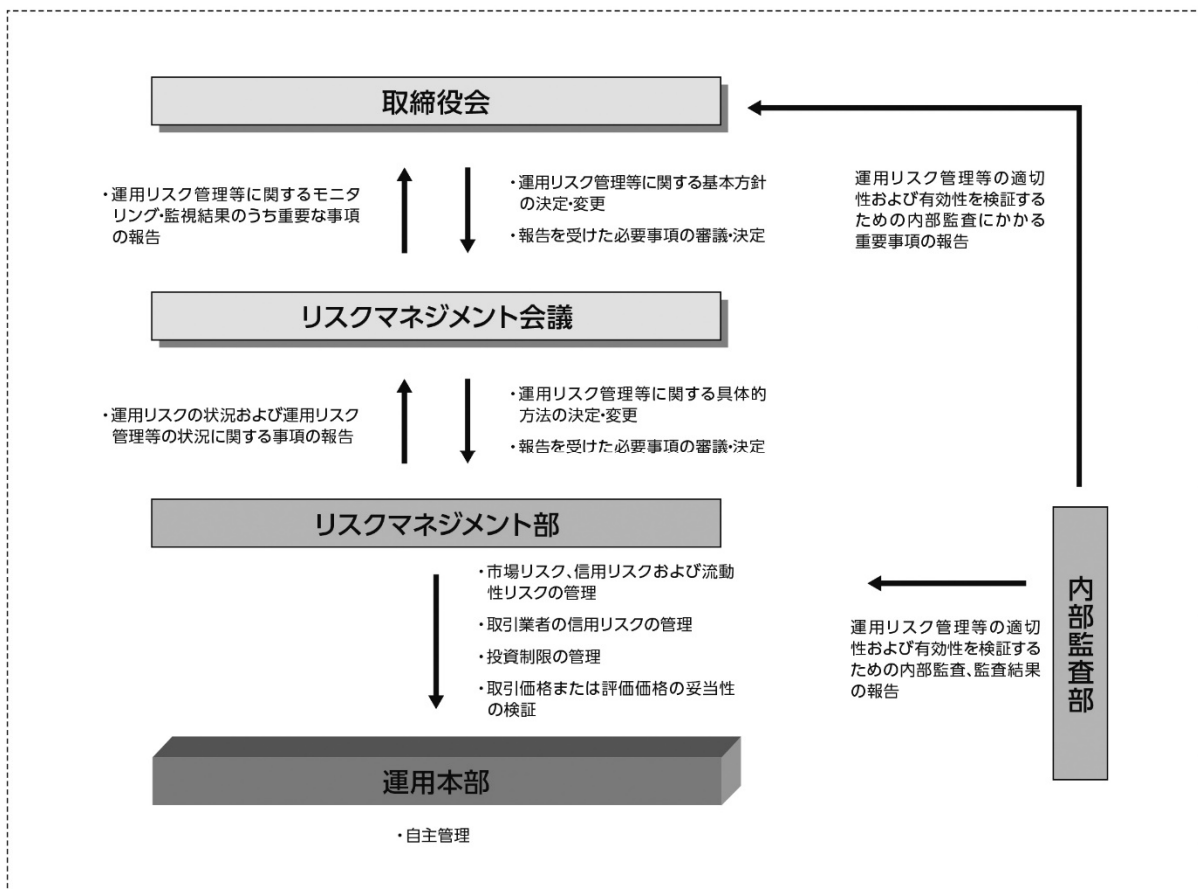 取締役会
・運用リスク管理等に関するモニタ
リング・監視結果のうち重要な事項
の報告
・運用リスク管理等に関する基本方針
の決定・変更
・報告を受けた必要事項の審議・決定
運用リスク管理等の適切
性および有効性を検証する
ための内部監査にかかる
重要事項の報告
リスクマネジメント会議
・運用リスクの状況および運用リスク
管理等の状況に関する事項の報告
・運用リスク管理等に関する具体的
方法の決定・変更
・報告を受けた必要事項の審議・決定
リスクマネジメント部
・市場リスク、信用リスクおよび流動
性リスクの管理
・取引業者の信用リスクの管理
・投資制限の管理
・取引価格または評価価格の妥当性
の検証
運用リスク管理等の適切
性および有効性を検証する
ための内部監査、監査結果
の報告
内部監査部
運用本部
・自主管理